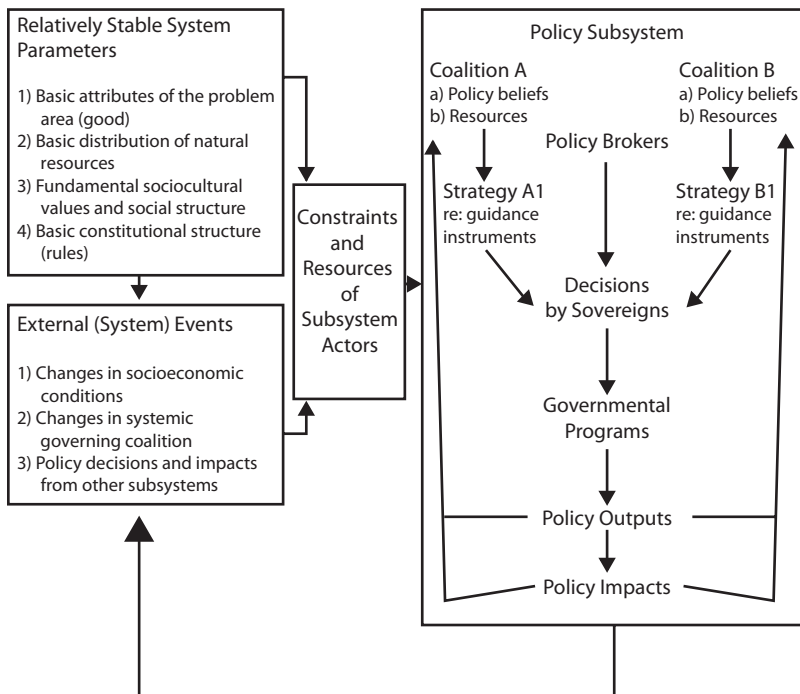 Relatively Stable System
Parameters
1) Basic attributes of the problem
area (good)
2) Basic distribution of natural
resources
3) Fundamental sociocultural
values and social structure
4) Basic constitutional structure
(rules)
External (System) Events
1) Changes in socioeconomic
conditions
2) Changes in systemic
governing coalition
3) Policy decisions and impacts
from other subsystems
Constraints
and
Resources
of
Subsystem
Actors
Policy Subsystem
Coalition A
a) Policy beliefs
b) Resources
Coalition B
a) Policy beliefs
b) Resources
Policy Brokers
Strategy A1
re: guidance
instruments
Strategy B1
re: guidance
instruments
Decisions
by Sovereigns
Governmental
Programs
Policy Outputs
Policy Impacts